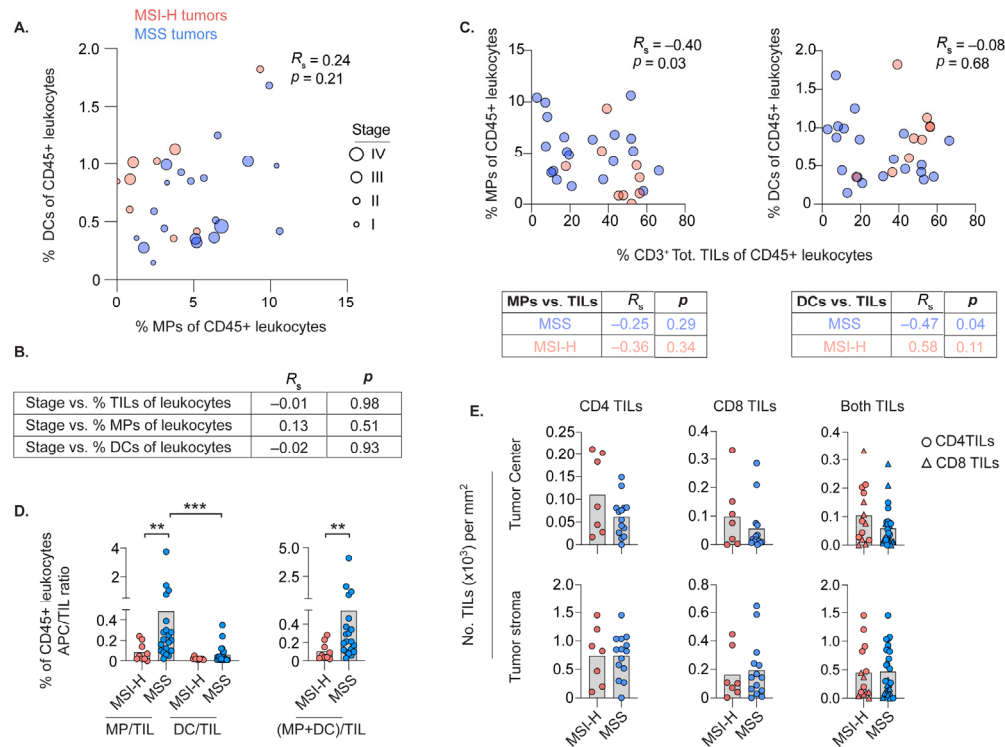 MSI-H tumors
MSS tumors
A.
% DCs of CD45+ leukocytes
2.0
1.5
1.0
0.5
0
0
5
10
15
% MPs of CD45+ leukocytes
Rs = 0.24
p = 0.21
Stage
IV
III
II
I
B.
Rs p
Stage vs. % TILs of leukocytes –0.01 0.98
Stage vs. % MPs of leukocytes 0.13 0.51
Stage vs. % DCs of leukocytes –0.02 0.93
C.
% MPs of CD45+ leukocytes
15
10
5
0
0 20 40 60 80
Rs = –0.40
p = 0.03
% DCs of CD45+ leukocytes
2.0
1.5
1.0
0.5
0
0 20 40 60 80
Rs = –0.08
p = 0.68
% CD3+ Tot. TILs of CD45+ leukocytes
MPs vs. TILs Rs p
MSS –0.25 0.29
MSI-H –0.36 0.34
DCs vs. TILs Rs p
MSS –0.47 0.04
MSI-H 0.58 0.11
D.
% of CD45+ leukocytes
APC/TIL ratio
4
2
0.4
0.2
0
** ***
MSI-H MSS MSI-H MSS
MP/TIL DC/TIL
5.0
2.5
0.4
0.2
0
**
MSI-H MSS
(MP+DC)/TIL
E.
CD4 TILs CD8 TILs Both TILs
CD4TILs
CD8 TILs
No. TILs (x10³) per mm²
Tumor Center
0.25
0.20
0.15
0.10
0.05
0
0.4
0.3
0.2
0.1
0
0.4
0.3
0.2
0.1
0
Tumor stroma
2.0
1.5
1.0
0.5
0
0.8
0.6
0.4
0.2
0
2.0
1.5
1.0
0.5
0
MSI-H MSS MSI-H MSS MSI-H MSS